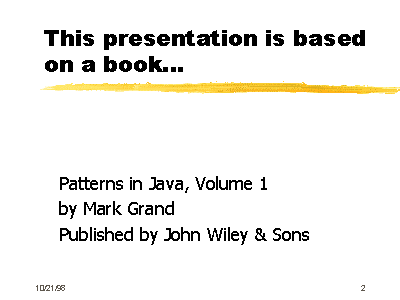 This presentation is based
on a book...
Patterns in Java, Volume 1
by Mark Grand
Published by John Wiley & Sons
10/21/98
2